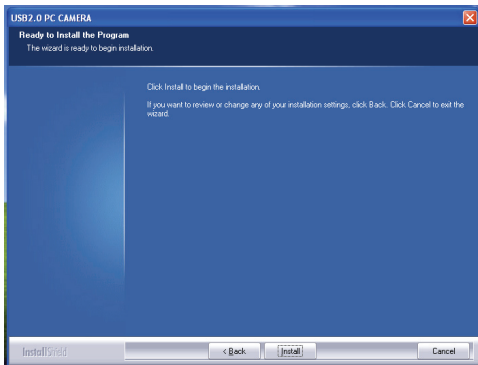 USB2.0 PC CAMERA
Ready to Install the Program
The wizard is ready to begin installation.
Click Install to begin the installation.
If you want to review or change any of your installation settings, click Back. Click Cancel to exit the
wizard.
InstallShield
< Back
Install
Cancel